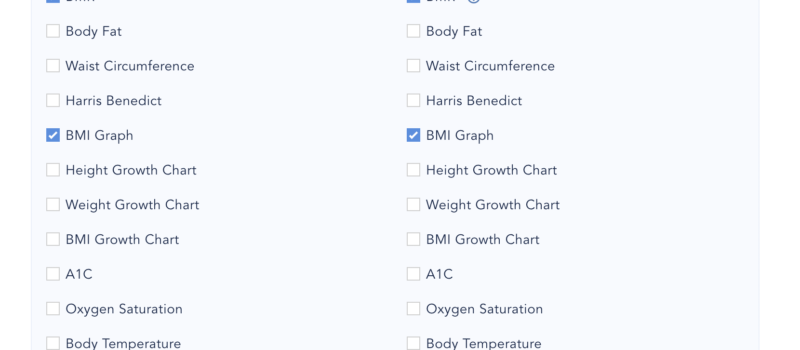 Body Fat Body Fat
Waist Circumference Waist Circumference
Harris Benedict Harris Benedict
BMI Graph BMI Graph
Height Growth Chart Height Growth Chart
Weight Growth Chart Weight Growth Chart
BMI Growth Chart BMI Growth Chart
A1C A1C
Oxygen Saturation Oxygen Saturation
Body Temperature Body Temperature